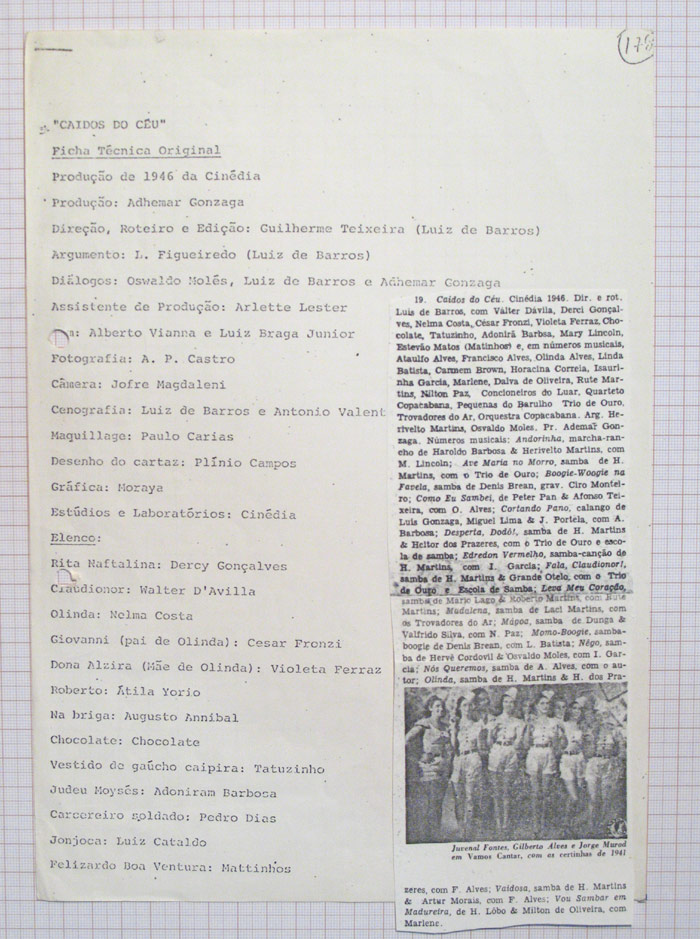 178
"CAIDOS DO CÉU"
Ficha Técnica Original
Produção de 1946 da Cinédia
Produção: Adhemar Gonzaga
Direção, Roteiro e Edição: Guilherme Teixeira (Luiz de Barros)
Argumento: L. Figueiredo (Luiz de Barros)
Diálogos: Oswaldo Molés, Luiz de Barros e Adhemar Gonzaga
Assistente de Produção: Arlette Lester
Alberto Vianna e Luiz Braga Junior
Fotografia: A. P. Castro
Câmera: Jofre Magdaleni
Cenografia: Luiz de Barros e Antonio Valent
Maquillage: Paulo Carias
Desenho do cartaz: Plínio Campos
Gráfica: Moraya
Estúdios e Laboratórios: Cinédia
Elenco:
Rita Naftalina: Dercy Gonçalves
Claudionor: Walter D'Avilla
Olinda: Nelma Costa
Giovanni (pai de Olinda): Cesar Fronzi
Dona Alzira (Mãe de Olinda): Violeta Ferraz
Roberto: Átila Yorio
Na briga: Augusto Annibal
Chocolate: Chocolate
Vestido de gaúcho caipira: Tatuzinho
Judeu Moysés: Adoniram Barbosa
Carcereiro soldado: Pedro Dias
Jonjoca: Luiz Cataldo
Felizardo Boa Ventura: Mattinhos
19. Caídos do Céu. Cinédia 1946. Dir. e rot.
Luis de Barros, com Válter Dávila, Derci Gonçal-
ves, Nelma Costa, César Fronzi, Violeta Ferraz, Cho-
colate, Tatuzinho, Adonirã Barbsa, Mary Lincoln,
Estevão Matos (Matinhos) e, em números musicais,
Ataulfo Alves, Francisco Alves, Olinda Alves, Linda
Batista, Carmem Brown, Horacina Correia, Isauri-
nha Garcia, Marlene, Dalva de Oliveira, Rute Mar-
tins, Nilton Paz, Concioneiros do Luar, Quarteto
Copacabana, Pequenas do Barulho Trio de Ouro,
Trovadores do Ar, Orquestra Copacabana. Arg. He-
rivelto Martins, Osvaldo Moles. Pr. Ademar Gon-
zaga. Números musicais: Andorinha, marcha-ran-
cho de Haroldo Barbosa & Herivelto Martins, com
M. Lincoln; Ave Maria no Morro, samba de H.
Martins, com o Trio de Ouro; Boogie-Woogie na
Favela, samba de Denis Brean, grav. Ciro Montei-
ro; Como Eu Sambei, de Peter Pan & Afonso Tei-
xeira, com O. Alves; Cortando Pano, calango de
Luis Gonzaga, Miguel Lima & J. Portela, com A.
Barbosa; Desperta, Dodô!, samba de H. Martins
& Heitor dos Prazeres, com o Trio de Ouro e esco-
la de samba; Edredon Vermelho, samba-canção de
H. Martins, com I. Garcia; Fala, Claudionor!,
samba de H. Martins & Grande Otelo, com o Trio
de Ouro e Escola de Samba; Leva Meu Coração,
samba de Mario Lago & Roberto Martins, com Rute
Martins; Madalena, samba de Laci Martins, com
os Trovadores do Ar; Mágoa, samba de Dunga &
Valfrido Silva, com N. Paz; Momo-Boogie, samba-
boogie de Denis Brean, com L. Batista; Nêgo, sam-
ba de Hervê Cordovil & Osvaldo Moles, com I. Gar-
cia; Nós Queremos, samba de A. Alves, com o au-
tor; Olinda, samba de H. Martins & H. dos Pra-
Juvenal Fontes, Gilberto Alves e Jorge Murad
em Vamos Cantar, com as certinhas de 1941
zeres, com F. Alves; Vaidosa, samba de H. Martins
& Artur Morais, com F. Alves; Vou Sambar em
Madureira, de H. Lôbo & Milton de Oliveira, com
Marlene.